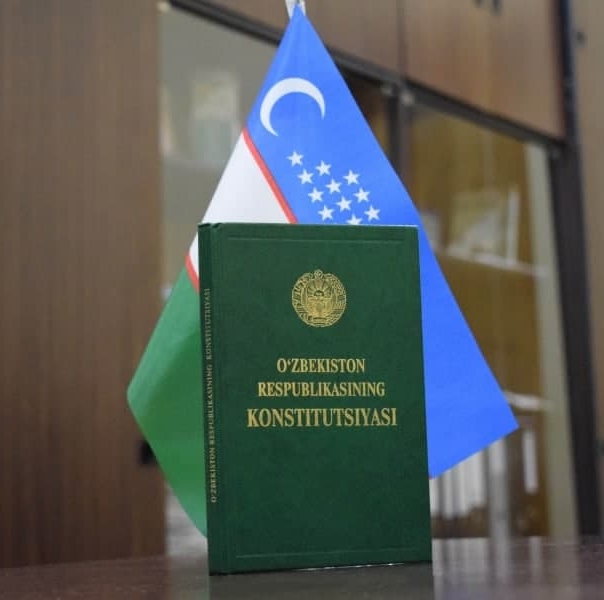 O‘ZBEKISTON
RESPUBLIKASINING
KONSTITUTSIYASI
O‘ZBEKISTON RESPUBLIKASINING KONSTITUTSIYASI